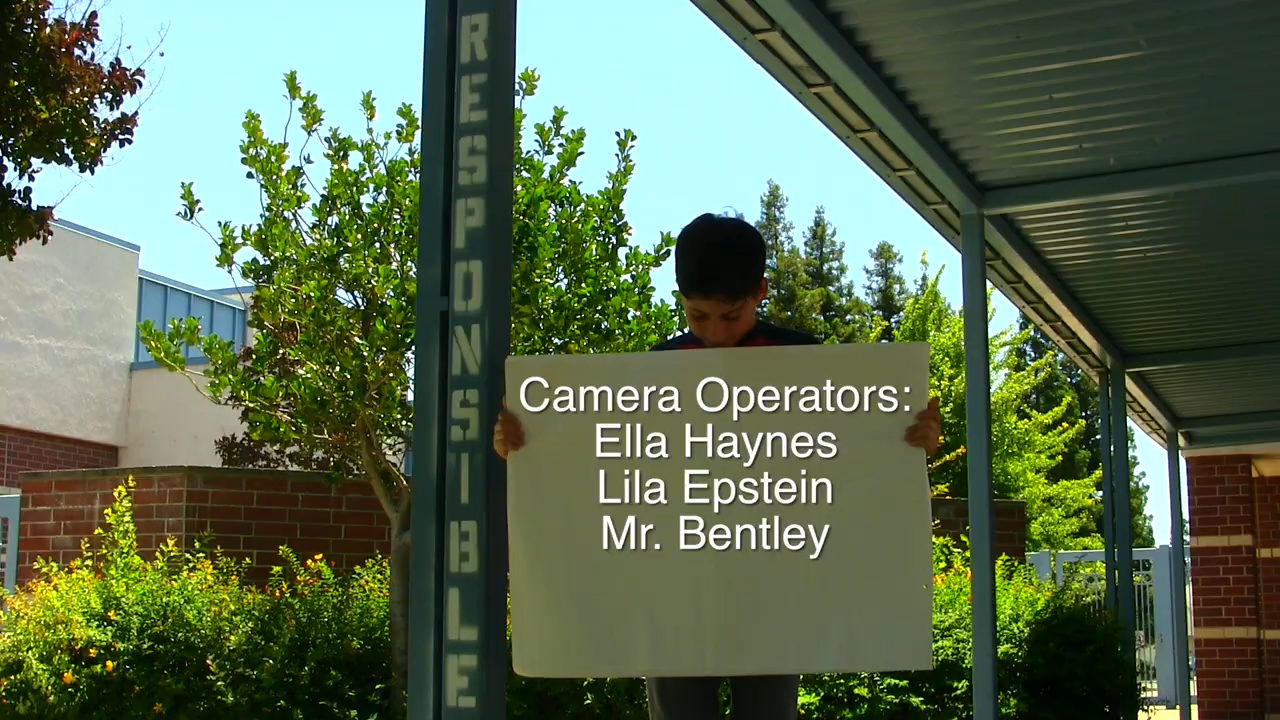 RESPONSIBLE
Camera Operators:
Ella Haynes
Lila Epstein
Mr. Bentley